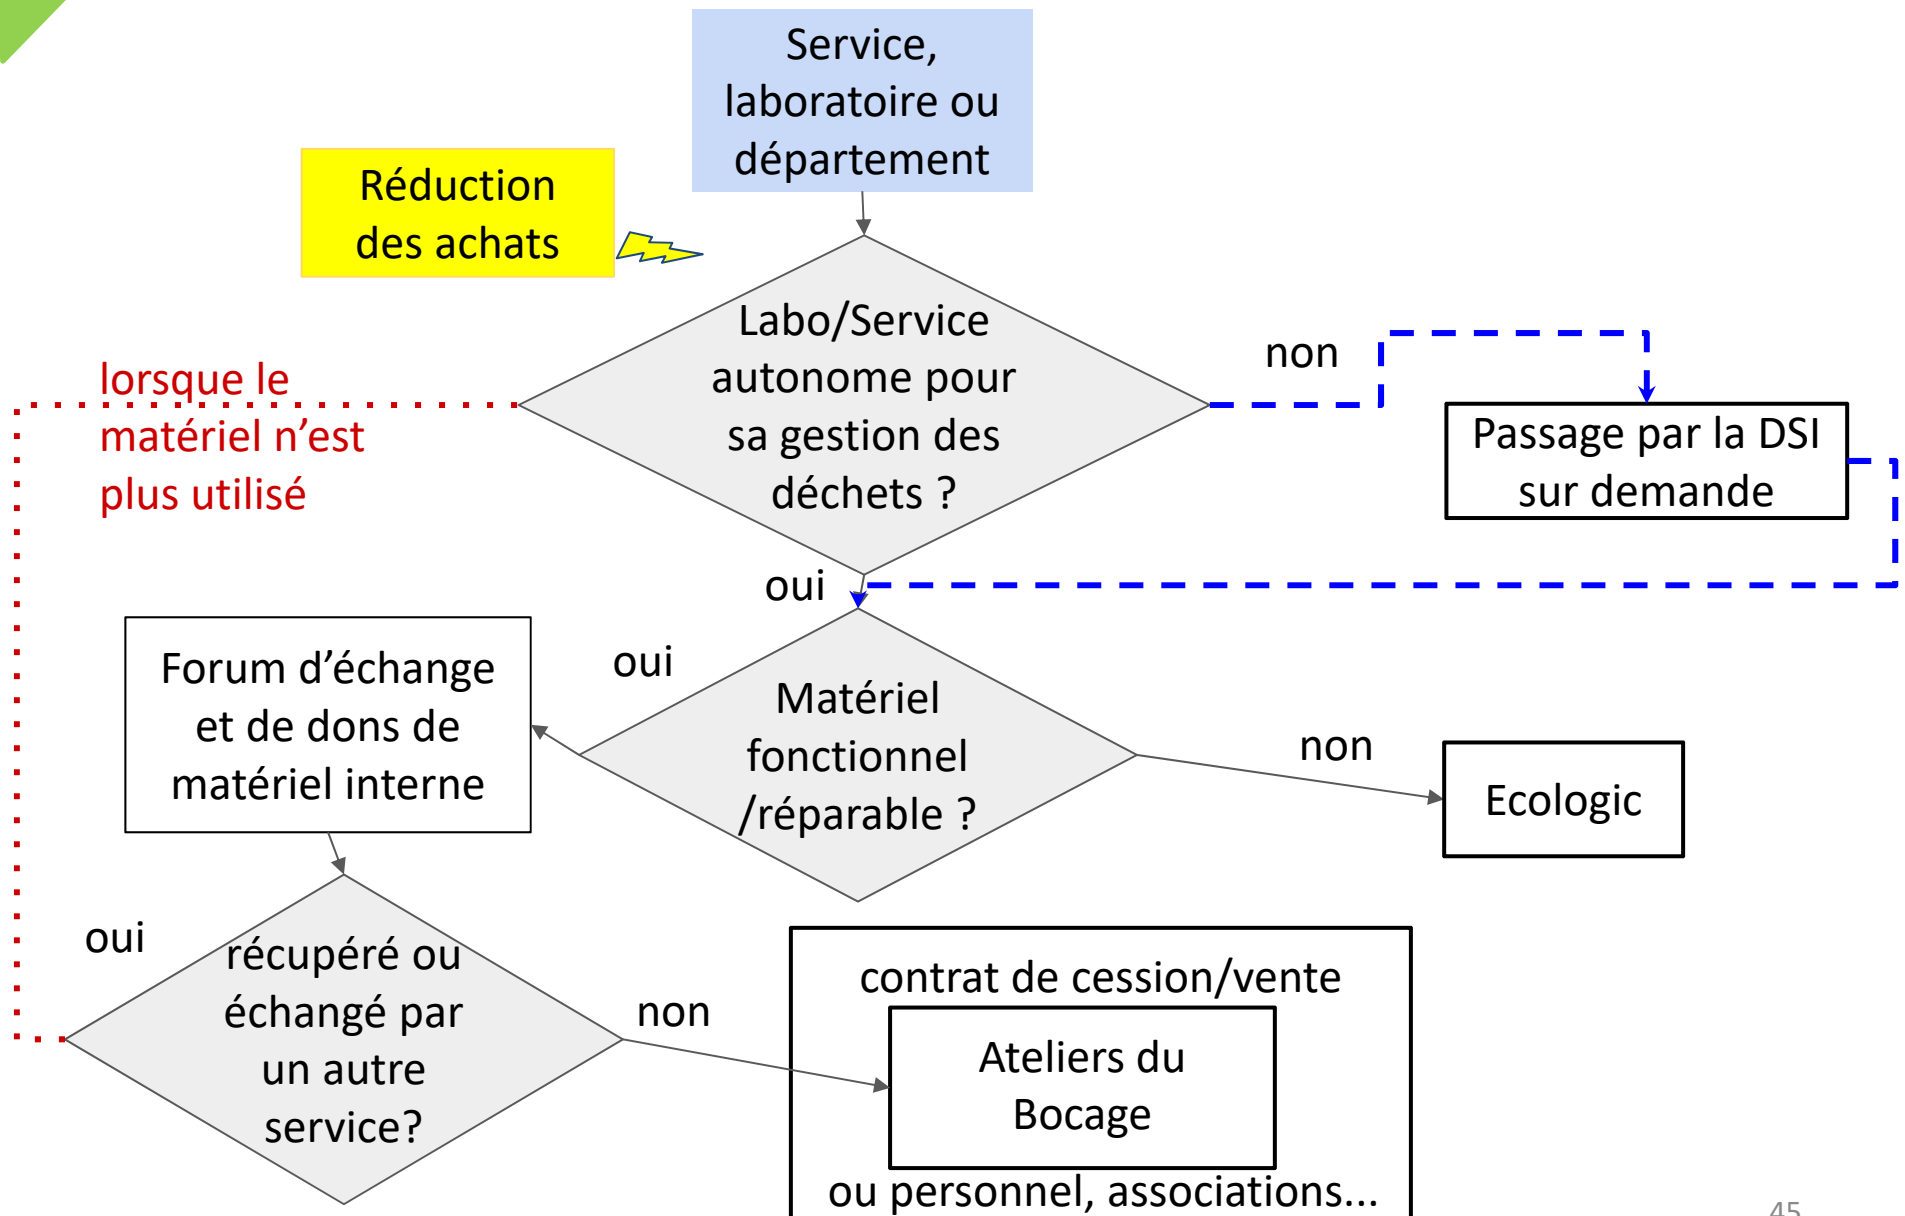 Service,
laboratoire ou
département
Réduction
des achats
Labo/Service
autonome pour
sa gestion des
déchets ?
non
lorsque le
matériel n’est
plus utilisé
Passage par la DSI
sur demande
oui
Forum d’échange
et de dons de
matériel interne
oui
Matériel
fonctionnel
/réparable ?
non
Ecologic
oui
récupéré ou
échangé par
un autre
service?
non
contrat de cession/vente
Ateliers du
Bocage
ou personnel, associations...
45